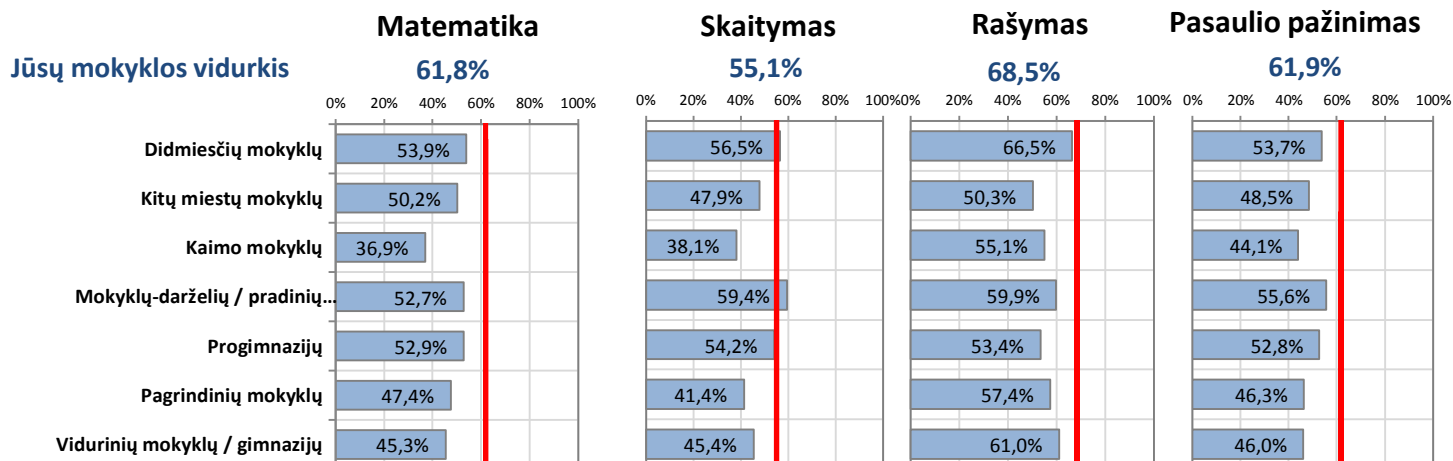 Matematika Skaitymas Rašymas Pasaulio pažinimas
Jūsų mokyklos vidurkis 61,8% 55,1% 68,5% 61,9%
0% 20% 40% 60% 80% 100% 0% 20% 40% 60% 80% 100% 0% 20% 40% 60% 80% 100% 0% 20% 40% 60% 80% 100%
Didmiesčių mokyklų 53,9% 56,5% 66,5% 53,7%
Kitų miestų mokyklų 50,2% 47,9% 50,3% 48,5%
Kaimo mokyklų 36,9% 38,1% 55,1% 44,1%
Mokyklų-darželių / pradinių... 52,7% 59,4% 59,9% 55,6%
Progimnazijų 52,9% 54,2% 53,4% 52,8%
Pagrindinių mokyklų 47,4% 41,4% 57,4% 46,3%
Vidurinių mokyklų / gimnazijų 45,3% 45,4% 61,0% 46,0%